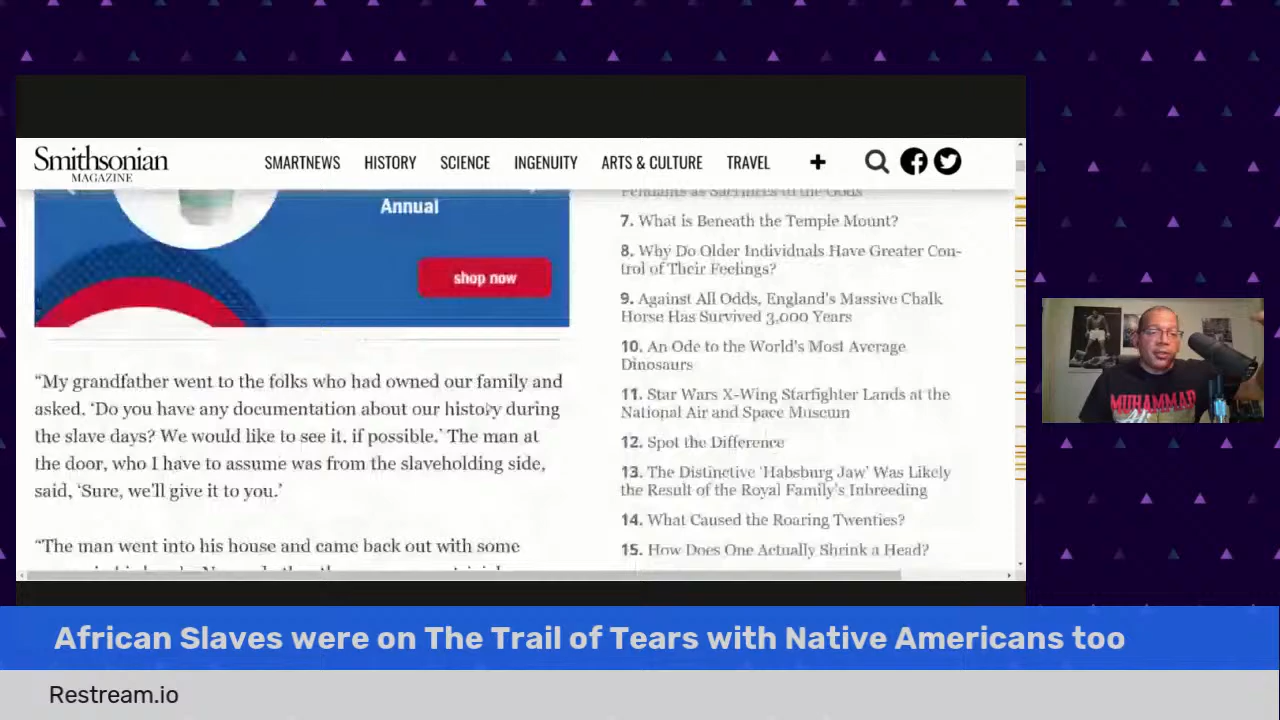 Smithsonian
MAGAZINE
SMARTNEWS HISTORY SCIENCE INGENUITY ARTS & CULTURE TRAVEL
Annual
shop now
“My grandfather went to the folks who had owned our family and
asked, ‘Do you have any documentation about our history during
the slave days? We would like to see it, if possible.’ The man at
the door, who I have to assume was from the slaveholding side,
said, ‘Sure, we’ll give it to you.’
“The man went into his house and came back out with some
Pendants as Sacrifices to the Gods
7. What is Beneath the Temple Mount?
8. Why Do Older Individuals Have Greater Con-
trol of Their Feelings?
9. Against All Odds, England's Massive Chalk
Horse Has Survived 3,000 Years
10. An Ode to the World's Most Average
Dinosaurs
11. Star Wars X-Wing Starfighter Lands at the
National Air and Space Museum
12. Spot the Difference
13. The Distinctive ‘Habsburg Jaw’ Was Likely
the Result of the Royal Family’s Inbreeding
14. What Caused the Roaring Twenties?
15. How Does One Actually Shrink a Head?
MUHAMMAD
African Slaves were on The Trail of Tears with Native Americans too
Restream.io